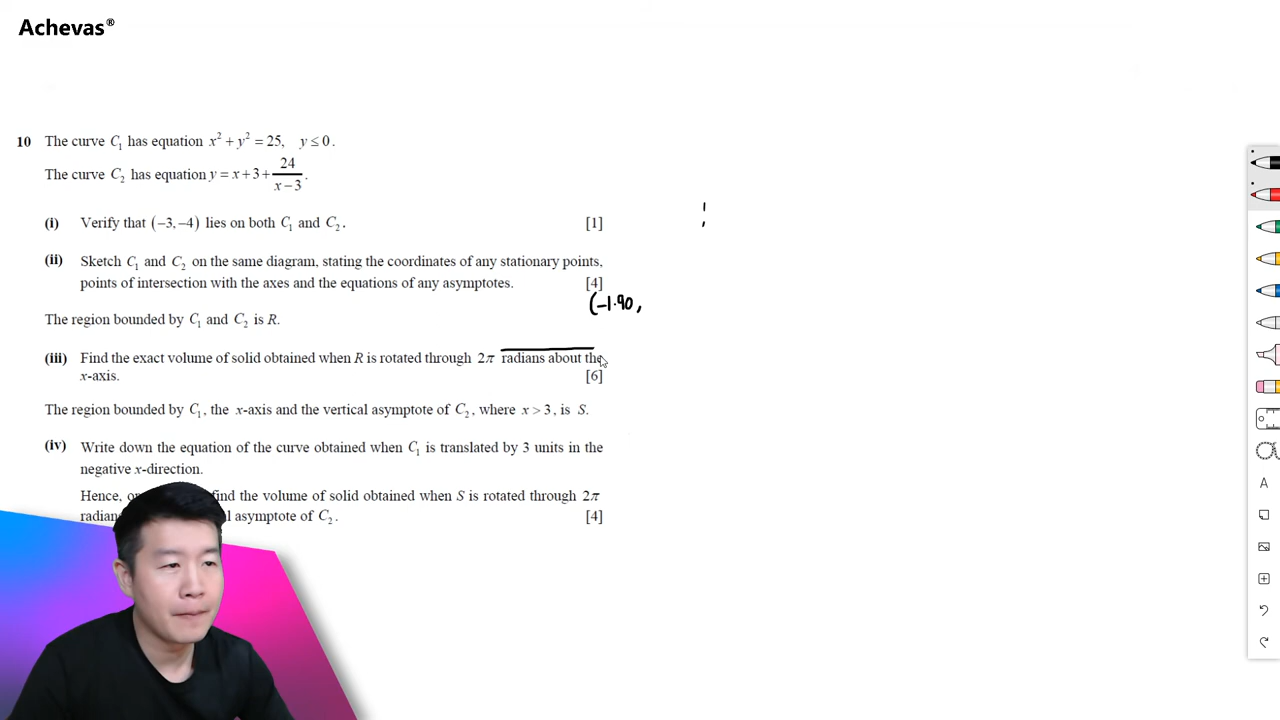 Achevas®
10 The curve C₁ has equation x² + y² = 25, y ≤ 0.
The curve C₂ has equation y = x + 3 + 24/(x − 3).
(i) Verify that (−3, −4) lies on both C₁ and C₂. [1]
(ii) Sketch C₁ and C₂ on the same diagram, stating the coordinates of any stationary points,
points of intersection with the axes and the equations of any asymptotes. [4]
(-1.90,
The region bounded by C₁ and C₂ is R.
(iii) Find the exact volume of solid obtained when R is rotated through 2π radians about the
x-axis. [6]
The region bounded by C₁, the x-axis and the vertical asymptote of C₂, where x > 3, is S.
(iv) Write down the equation of the curve obtained when C₁ is translated by 3 units in the
negative x-direction.
Hence, find the volume of solid obtained when S is rotated through 2π
asymptote of C₂. [4]
A